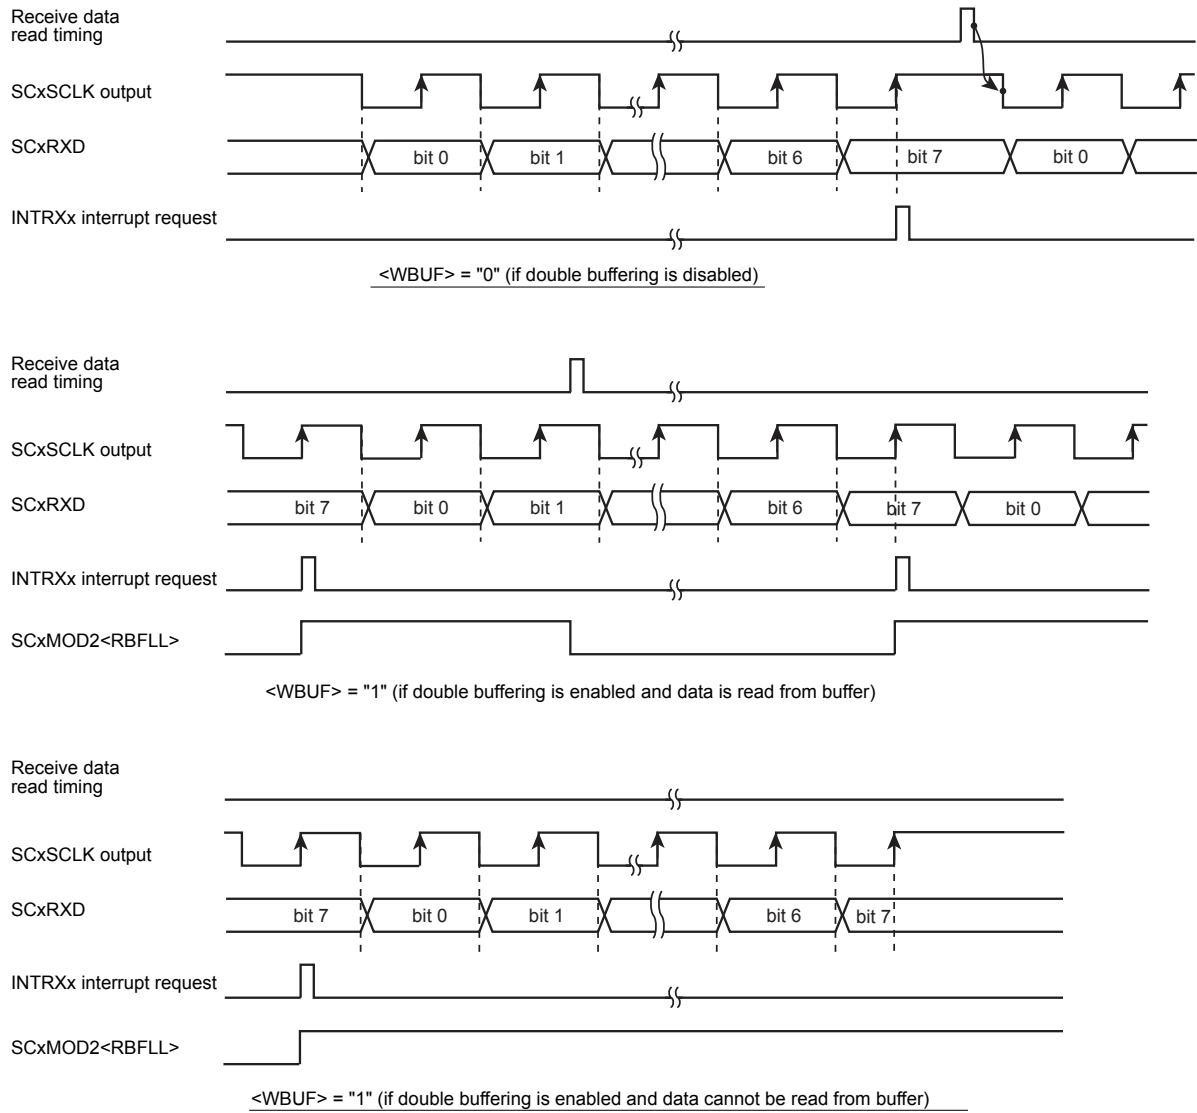 Receive data
read timing
SCxSCLK output
SCxRXD
bit 0 bit 1 bit 6 bit 7 bit 0
INTRXx interrupt request
<WBUF> = "0" (if double buffering is disabled)
Receive data
read timing
SCxSCLK output
SCxRXD
bit 7 bit 0 bit 1 bit 6 bit 7 bit 0
INTRXx interrupt request
SCxMOD2<RBFLL>
<WBUF> = "1" (if double buffering is enabled and data is read from buffer)
Receive data
read timing
SCxSCLK output
SCxRXD
bit 7 bit 0 bit 1 bit 6 bit 7
INTRXx interrupt request
SCxMOD2<RBFLL>
<WBUF> = "1" (if double buffering is enabled and data cannot be read from buffer)